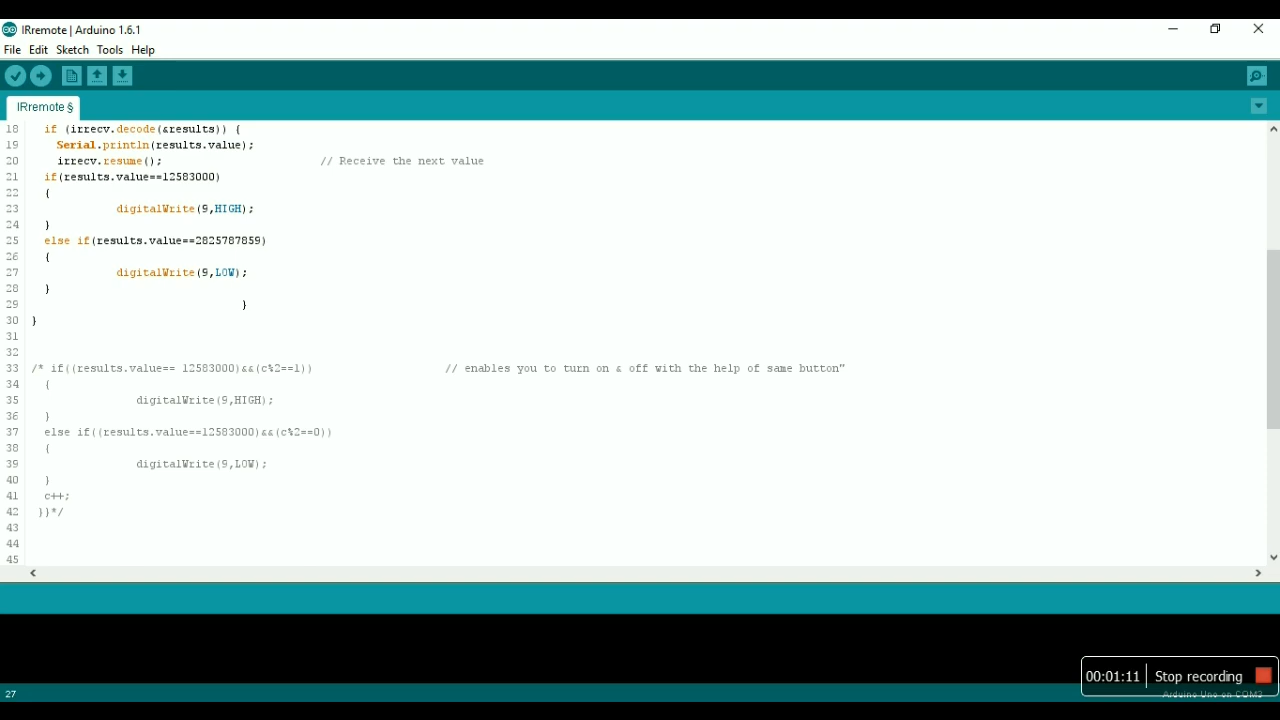 IRremote | Arduino 1.6.1
File Edit Sketch Tools Help
IRremote §
18 if (irrecv.decode(&results)) {
19 Serial.println(results.value);
20 irrecv.resume(); // Receive the next value
21 if(results.value==12583000)
22 {
23 digitalWrite(9,HIGH);
24 }
25 else if(results.value==2825787859)
26 {
27 digitalWrite(9,LOW);
28 }
29 }
30 }
31
32
33 /* if((results.value== 12583000)&&(c%2==1)) // enables you to turn on & off with the help of same button"
34 {
35 digitalWrite(9,HIGH);
36 }
37 else if((results.value==12583000)&&(c%2==0))
38 {
39 digitalWrite(9,LOW);
40 }
41 c++;
42 }}*/
43
44
45
00:01:11 Stop recording
27 Arduino Uno on COM3